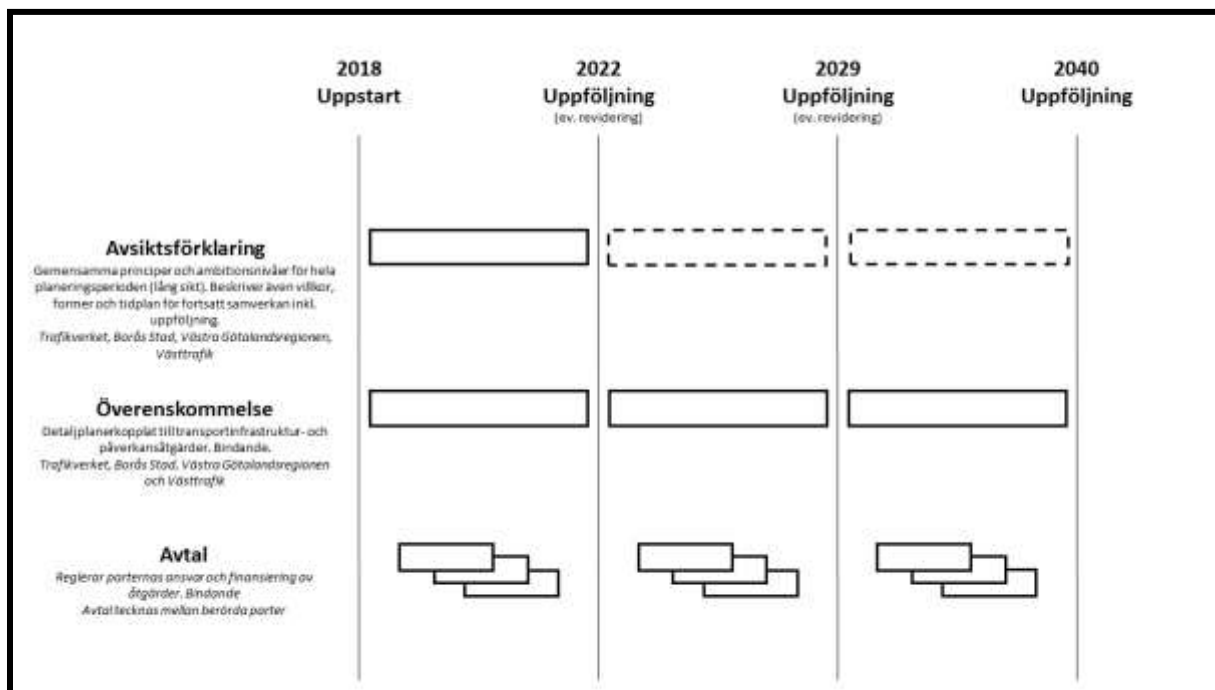 2018
Uppstart
2022
Uppföljning
(ev. revidering)
2029
Uppföljning
(ev. revidering)
2040
Uppföljning
Avsiktsförklaring
Gemensamma principer och ambitionsnivåer för hela
planeringsperioden (lång sikt). Beskriver även villkor,
former och tidplan för fortsatt samverkan inkl.
uppföljning.
Trafikverket, Borås Stad, Västra Götalandsregionen,
Västtrafik
Överenskommelse
Detaljplaner kopplat till transportinfrastruktur- och
påverkansåtgärder. Bindande.
Trafikverket, Borås Stad, Västra Götalandsregionen
och Västtrafik
Avtal
Reglerar parternas ansvar och finansiering av
åtgärder. Bindande
Avtal tecknas mellan berörda parter